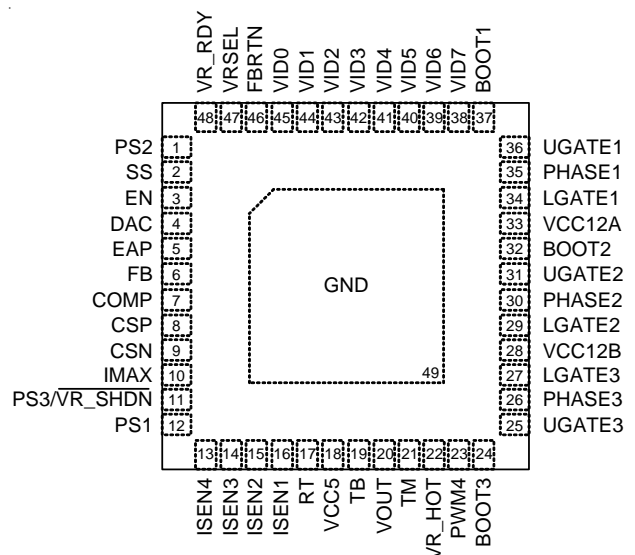 VR_RDY
VRSEL
FBRTN
VID0
VID1
VID2
VID3
VID4
VID5
VID6
VID7
BOOT1
48 47 46 45 44 43 42 41 40 39 38 37
PS2 1
SS 2
EN 3
DAC 4
EAP 5
FB 6
COMP 7
CSP 8
CSN 9
IMAX 10
PS3/VR_SHDN 11
PS1 12
GND
49
36 UGATE1
35 PHASE1
34 LGATE1
33 VCC12A
32 BOOT2
31 UGATE2
30 PHASE2
29 LGATE2
28 VCC12B
27 LGATE3
26 PHASE3
25 UGATE3
13 14 15 16 17 18 19 20 21 22 23 24
ISEN4
ISEN3
ISEN2
ISEN1
RT
VCC5
TB
VOUT
TM
VR_HOT
PWM4
BOOT3